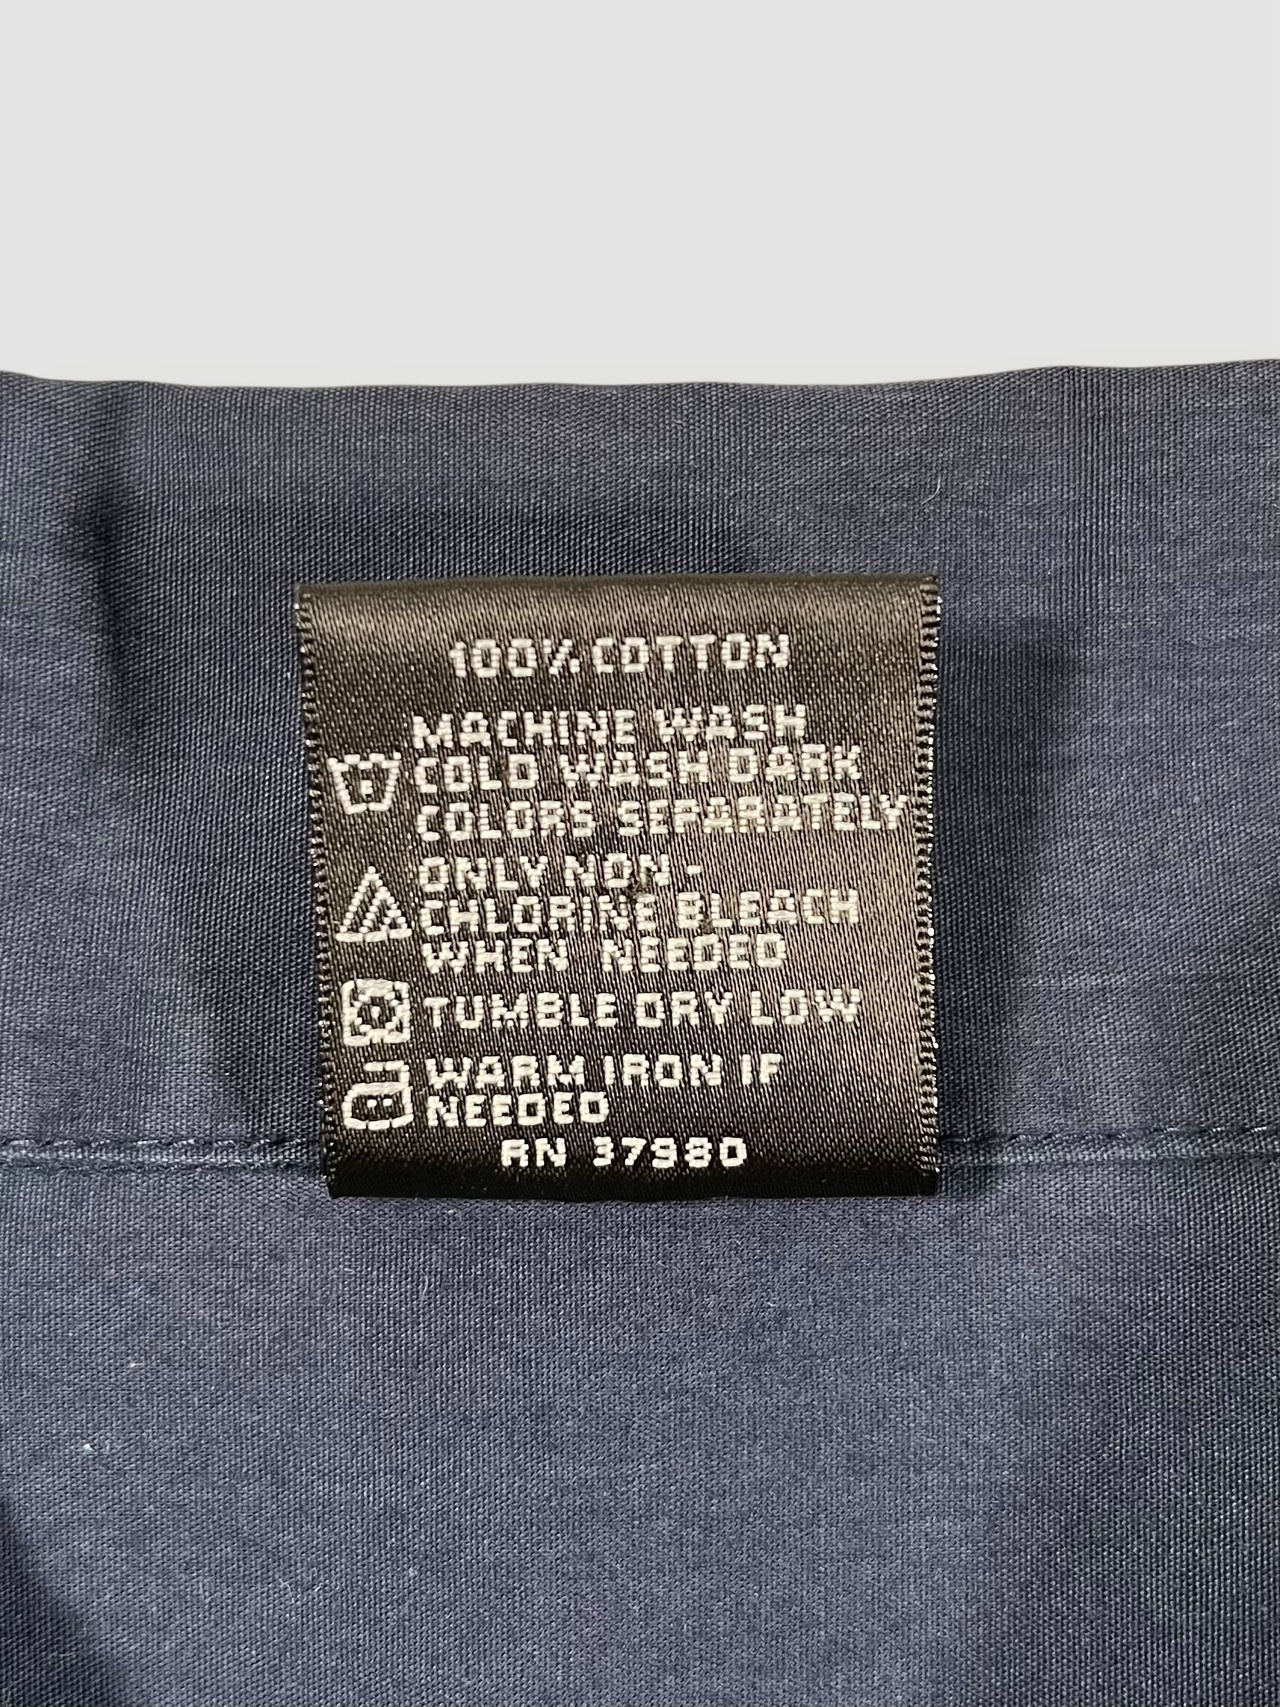 100% COTTON
MACHINE WASH
COLD WASH DARK
COLORS SEPARATELY
ONLY NON-
CHLORINE BLEACH
WHEN NEEDED
TUMBLE DRY LOW
WARM IRON IF
NEEDED
RN 37980